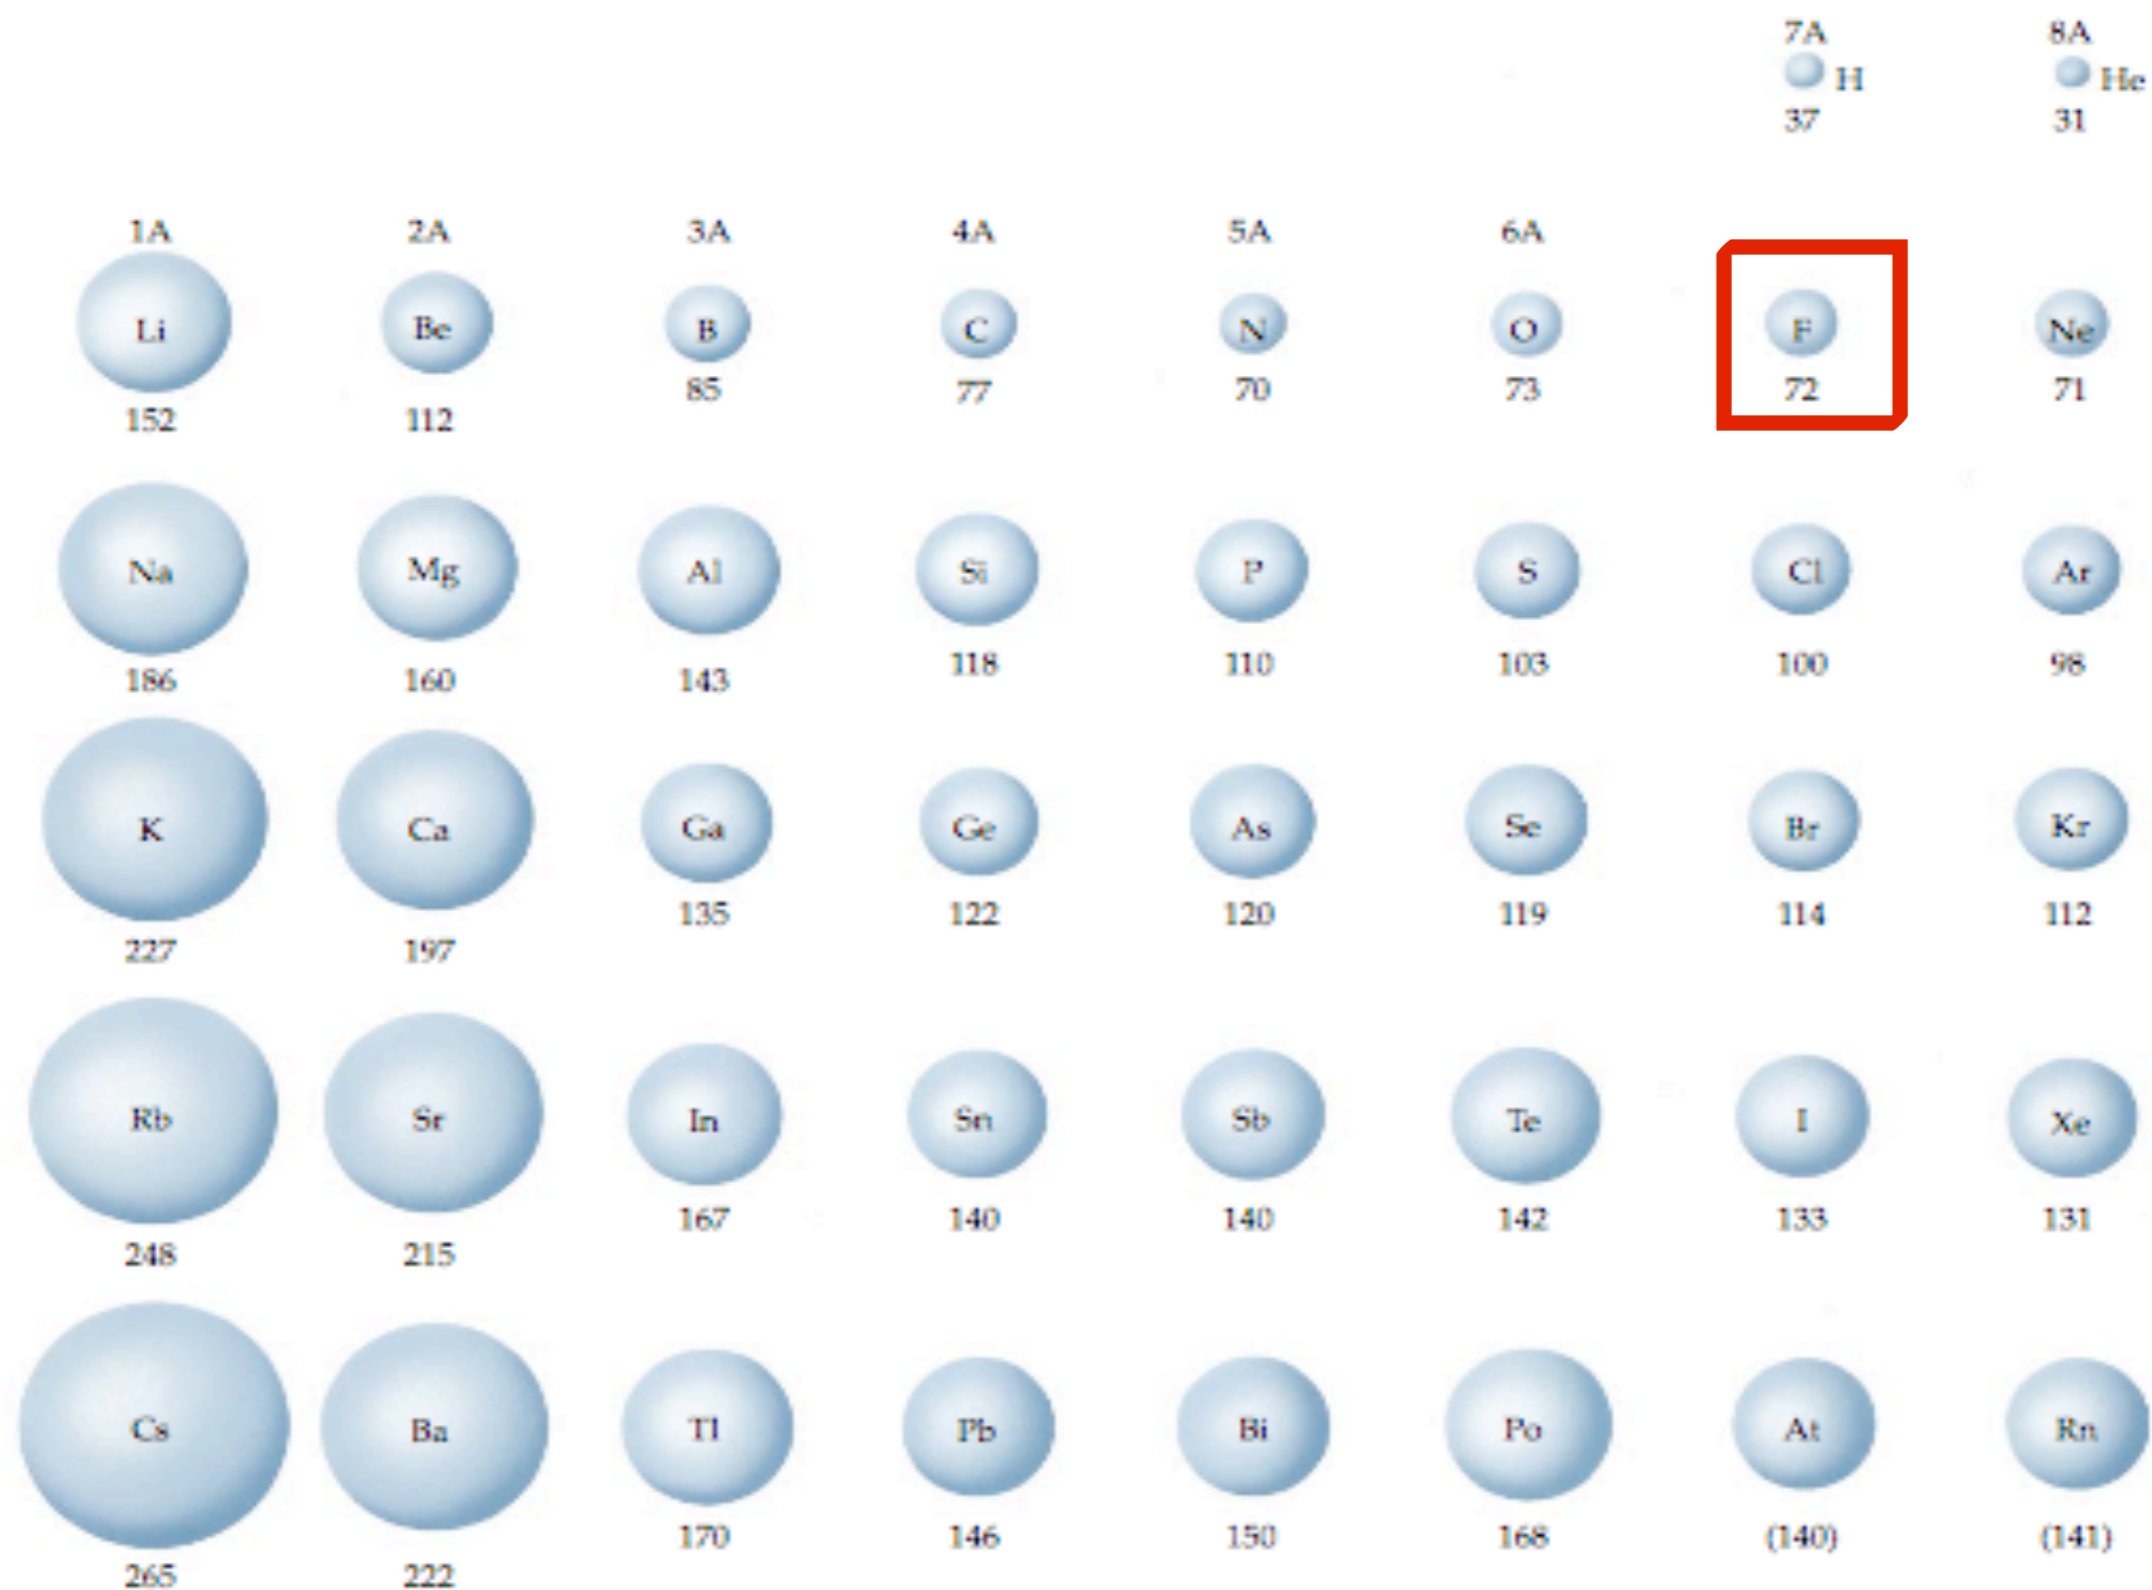 7A 8A
H He
37 31
1A 2A 3A 4A 5A 6A
Li Be B C N O F Ne
152 112 85 77 70 73 72 71
Na Mg Al Si P S Cl Ar
186 160 143 118 110 103 100 98
K Ca Ga Ge As Se Br Kr
227 197 135 122 120 119 114 112
Rb Sr In Sn Sb Te I Xe
248 215 167 140 140 142 133 131
Cs Ba Tl Pb Bi Po At Rn
265 222 170 146 150 168 (140) (141)